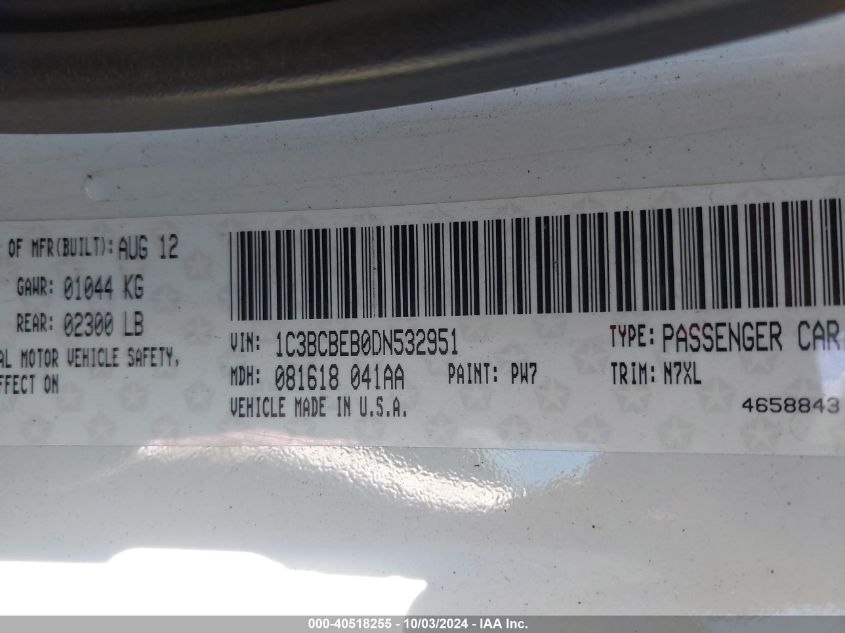 OF MFR(BUILT): AUG 12
GAWR: 01044 KG
REAR: 02300 LB
AL MOTOR VEHICLE SAFETY,
FFECT ON
VIN: 1C3BCBEB0DN532951
TYPE: PASSENGER CAR
MDH: 081618 041AA
PAINT: PW7
TRIM: N7XL
VEHICLE MADE IN U.S.A.
4658843
000-40518255 - 10/03/2024 - IAA Inc.